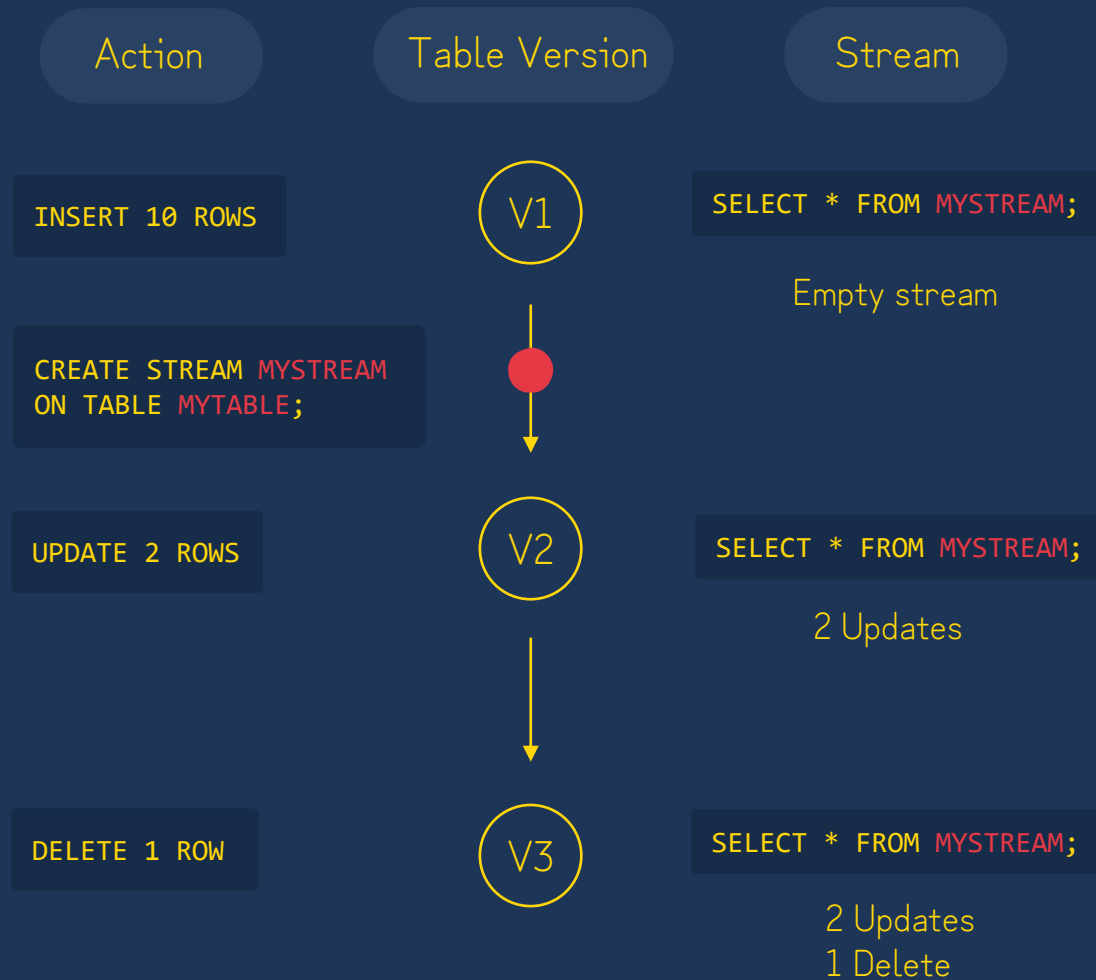 Action
Table Version
Stream
INSERT 10 ROWS
V1
SELECT * FROM MYSTREAM;
Empty stream
CREATE STREAM MYSTREAM
ON TABLE MYTABLE;
UPDATE 2 ROWS
V2
SELECT * FROM MYSTREAM;
2 Updates
DELETE 1 ROW
V3
SELECT * FROM MYSTREAM;
2 Updates
1 Delete